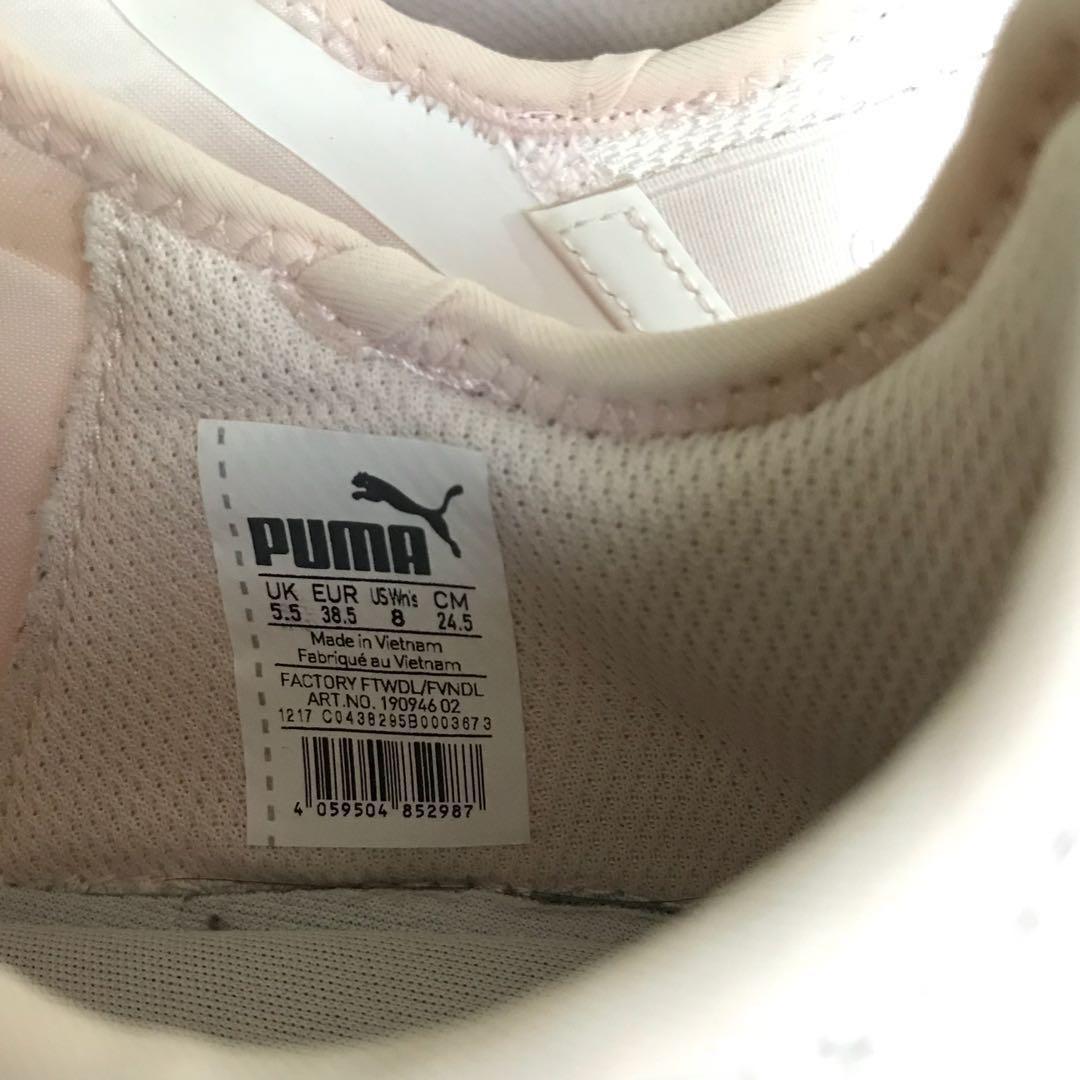 PUMA
UK EUR US Wn's CM
5.5 38.5 8 24.5
Made in Vietnam
Fabriqué au Vietnam
FACTORY FTWDL/FVNDL
ART.NO. 190946 02
1217 C0438295B0003673
4 059504 852987